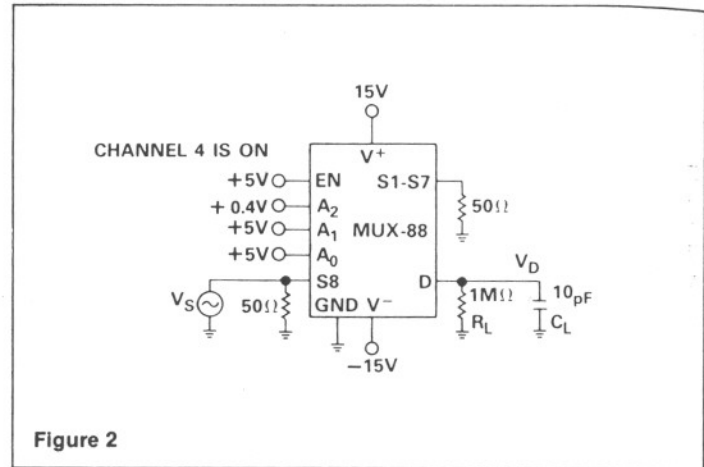 15V
CHANNEL 4 IS ON
V+
+5V EN S1-S7
+ 0.4V A2 50Ω
+5V A1 MUX-88
+5V A0 VD
S8 D
VS 50Ω 1MΩ 10pF
GND V− RL CL
−15V
Figure 2